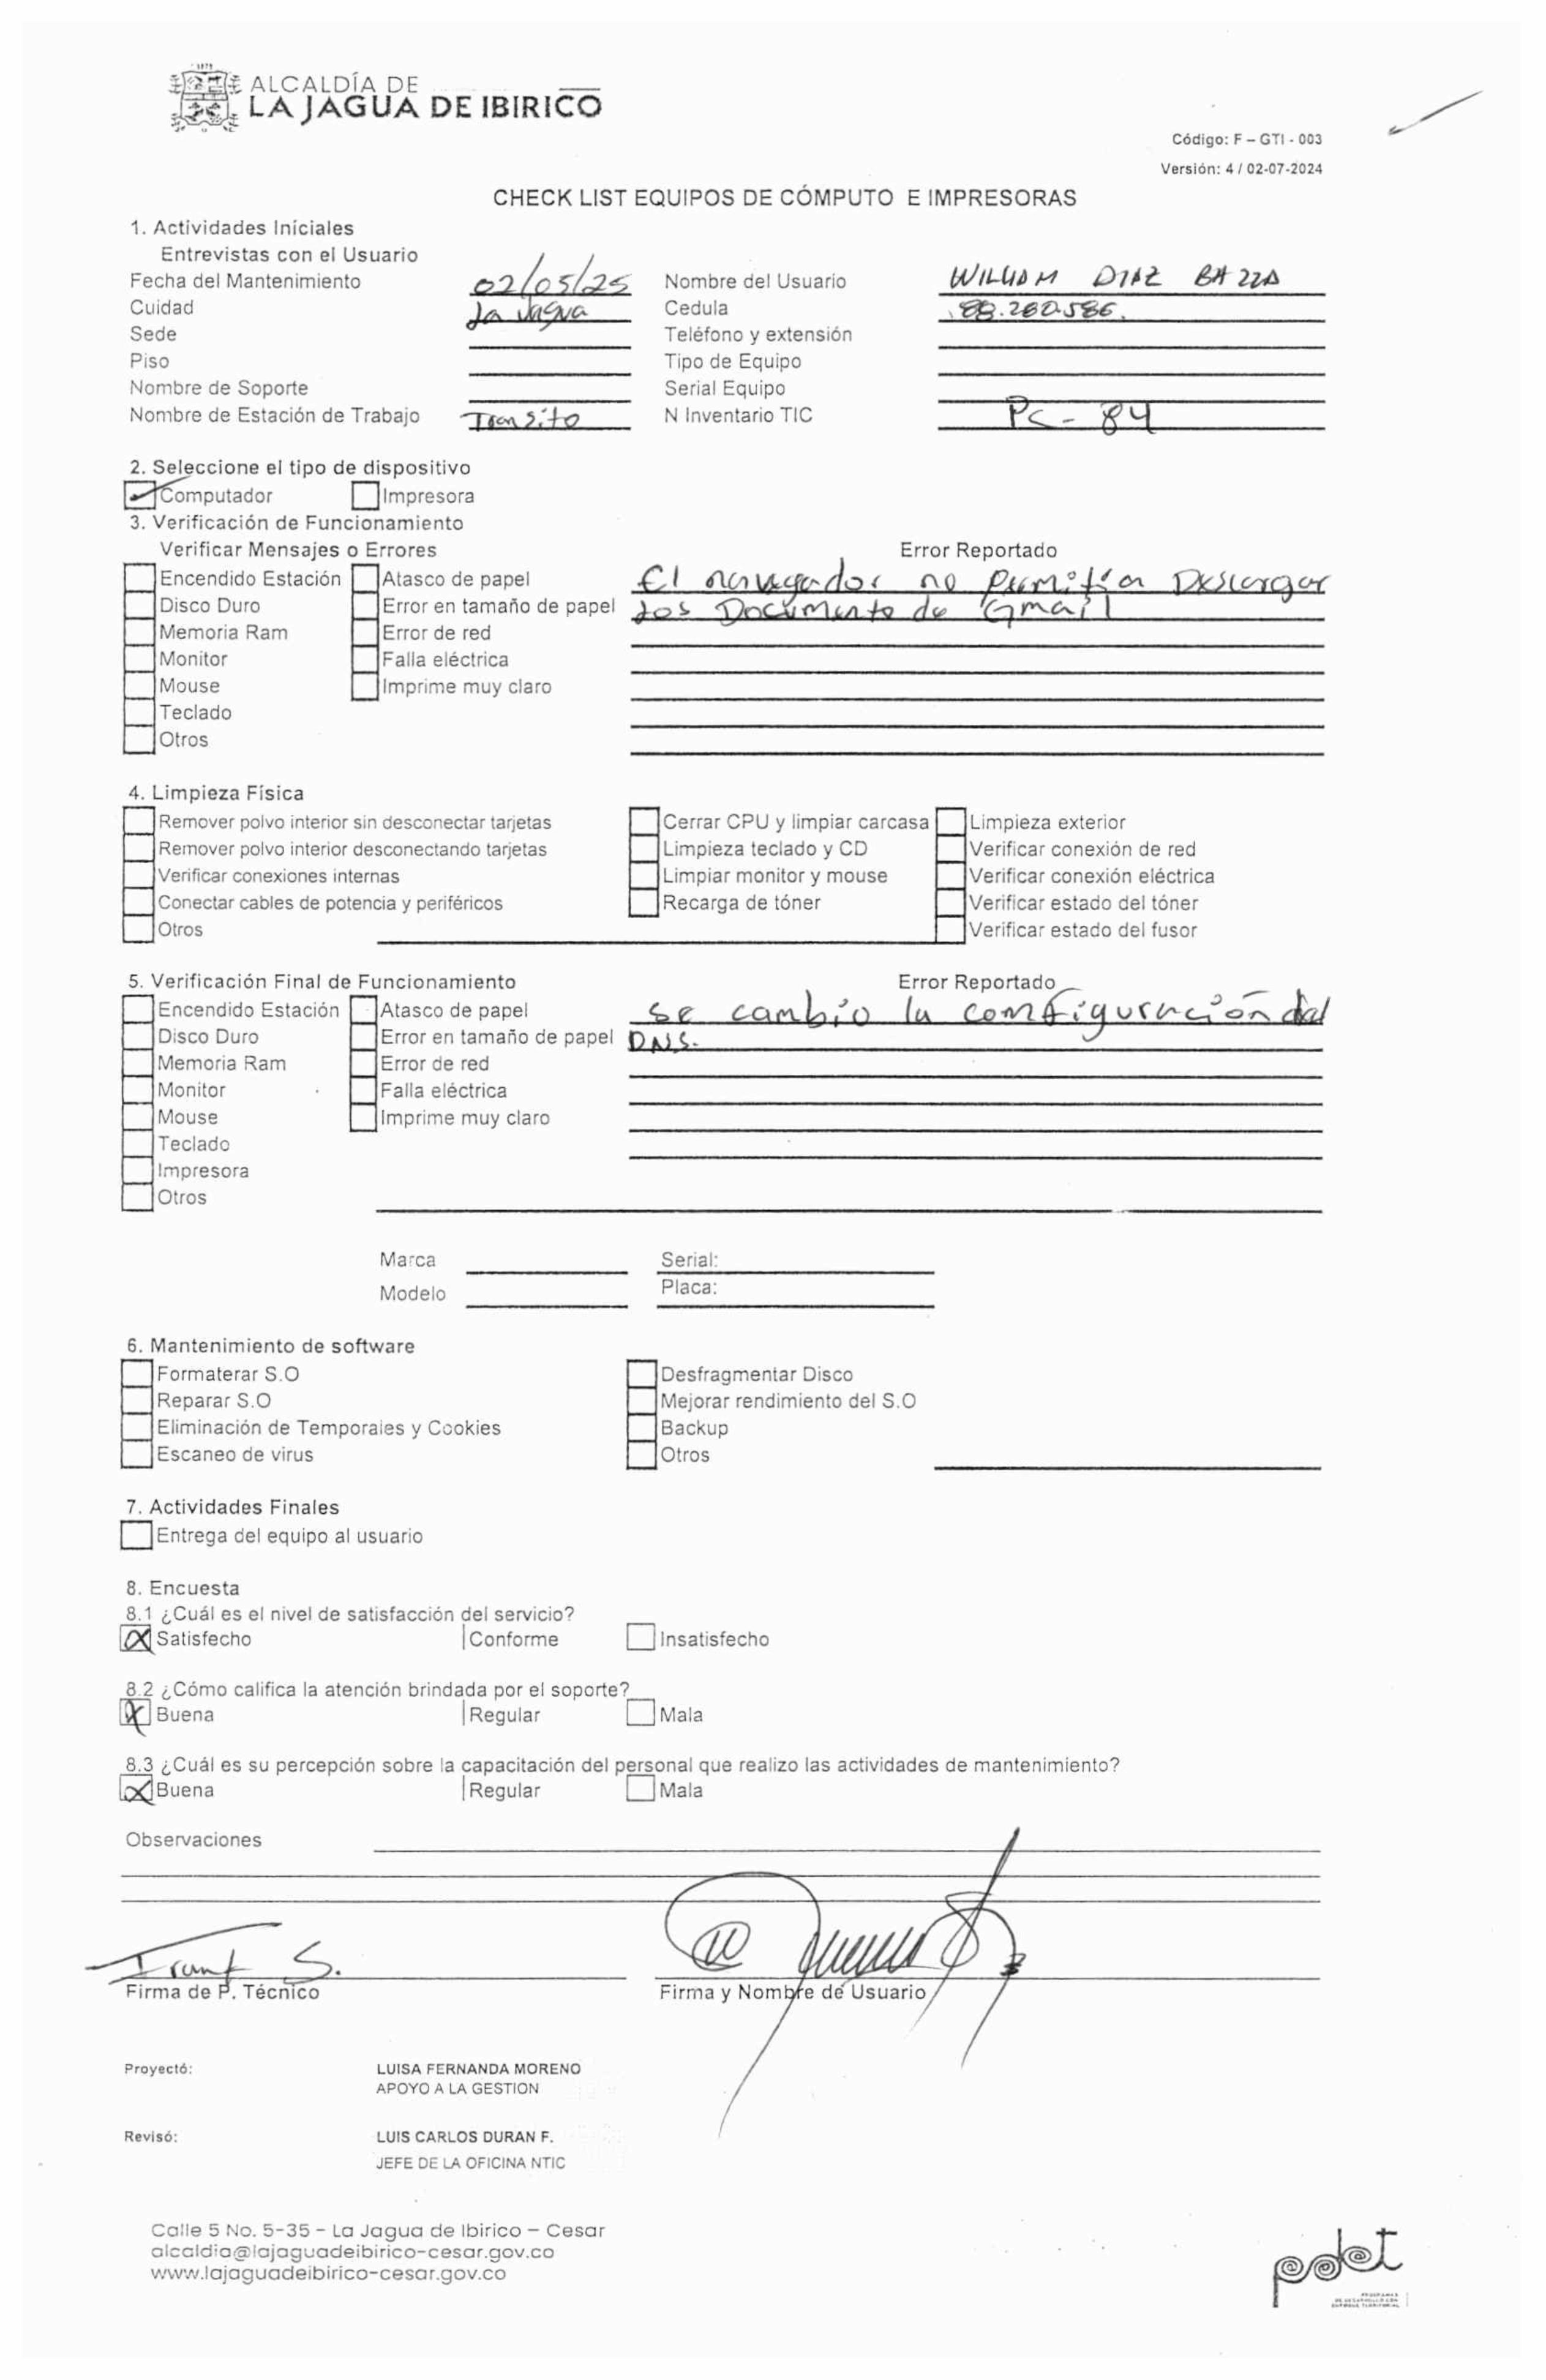 1979
ALCALDÍA DE
LA JAGUA DE IBIRICO
Código: F – GTI - 003
Versión: 4 / 02-07-2024
CHECK LIST EQUIPOS DE CÓMPUTO E IMPRESORAS
1. Actividades Iniciales
Entrevistas con el Usuario
Fecha del Mantenimiento 02/05/25 Nombre del Usuario WILLIAM DIAZ
Cuidad La Jagua Cedula 88.260.586.
Sede Teléfono y extensión
Piso Tipo de Equipo
Nombre de Soporte Serial Equipo
Nombre de Estación de Trabajo Transito N Inventario TIC PC-84
2. Seleccione el tipo de dispositivo
Computador Impresora
3. Verificación de Funcionamiento
Verificar Mensajes o Errores Error Reportado
Encendido Estación Atasco de papel El navegador no permitía Descargar
Disco Duro Error en tamaño de papel Los Documento de Gmail
Memoria Ram Error de red
Monitor Falla eléctrica
Mouse Imprime muy claro
Teclado
Otros
4. Limpieza Física
Remover polvo interior sin desconectar tarjetas Cerrar CPU y limpiar carcasa Limpieza exterior
Remover polvo interior desconectando tarjetas Limpieza teclado y CD Verificar conexión de red
Verificar conexiones internas Limpiar monitor y mouse Verificar conexión eléctrica
Conectar cables de potencia y periféricos Recarga de tóner Verificar estado del tóner
Otros Verificar estado del fusor
5. Verificación Final de Funcionamiento Error Reportado
Encendido Estación Atasco de papel se cambio la comfiguración del
Disco Duro Error en tamaño de papel DNS.
Memoria Ram Error de red
Monitor Falla eléctrica
Mouse Imprime muy claro
Teclado
Impresora
Otros
Marca Serial:
Modelo Placa:
6. Mantenimiento de software
Formaterar S.O Desfragmentar Disco
Reparar S.O Mejorar rendimiento del S.O
Eliminación de Temporales y Cookies Backup
Escaneo de virus Otros
7. Actividades Finales
Entrega del equipo al usuario
8. Encuesta
8.1 ¿Cuál es el nivel de satisfacción del servicio?
Satisfecho Conforme Insatisfecho
8.2 ¿Cómo califica la atención brindada por el soporte?
Buena Regular Mala
8.3 ¿Cuál es su percepción sobre la capacitación del personal que realizo las actividades de mantenimiento?
Buena Regular Mala
Observaciones
S.
Firma de P. Técnico Firma y Nombre de Usuario
Proyectó: LUISA FERNANDA MORENO
APOYO A LA GESTION
Revisó: LUIS CARLOS DURAN F.
JEFE DE LA OFICINA NTIC
Calle 5 No. 5-35 – La Jagua de Ibirico – Cesar
alcaldia@lajaguadeibirico-cesar.gov.co
www.lajaguadeibirico-cesar.gov.co
pdet
PROGRAMAS
DE DESARROLLO CON
ENFOQUE TERRITORIAL